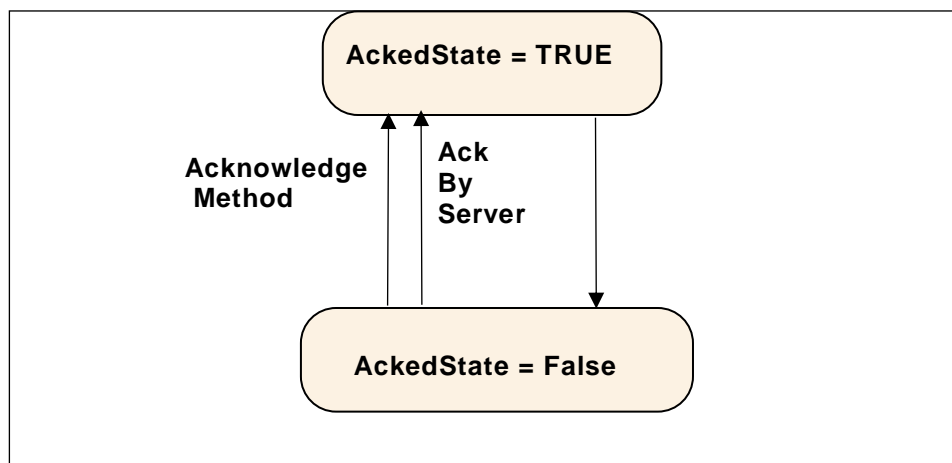 AckedState = TRUE
Acknowledge
Method
Ack
By
Server
AckedState = False